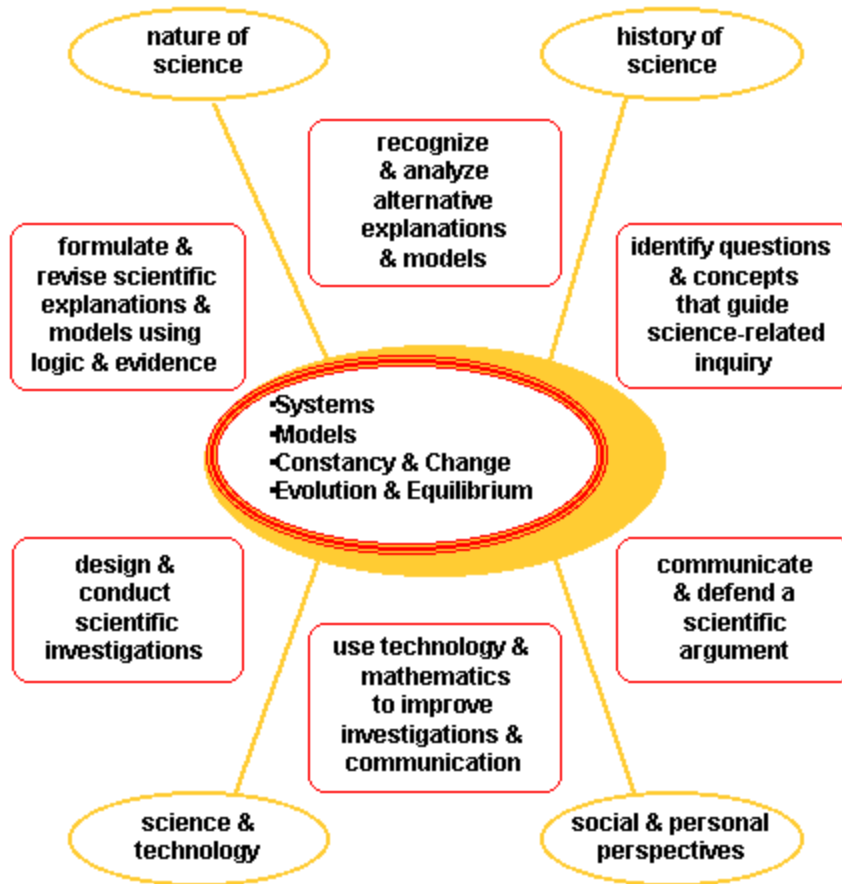 nature of
science
history of
science
recognize
& analyze
alternative
explanations
& models
formulate &
revise scientific
explanations &
models using
logic & evidence
identify questions
& concepts
that guide
science-related
inquiry
•Systems
•Models
•Constancy & Change
•Evolution & Equilibrium
design &
conduct
scientific
investigations
communicate
& defend a
scientific
argument
use technology &
mathematics
to improve
investigations &
communication
science &
technology
social & personal
perspectives